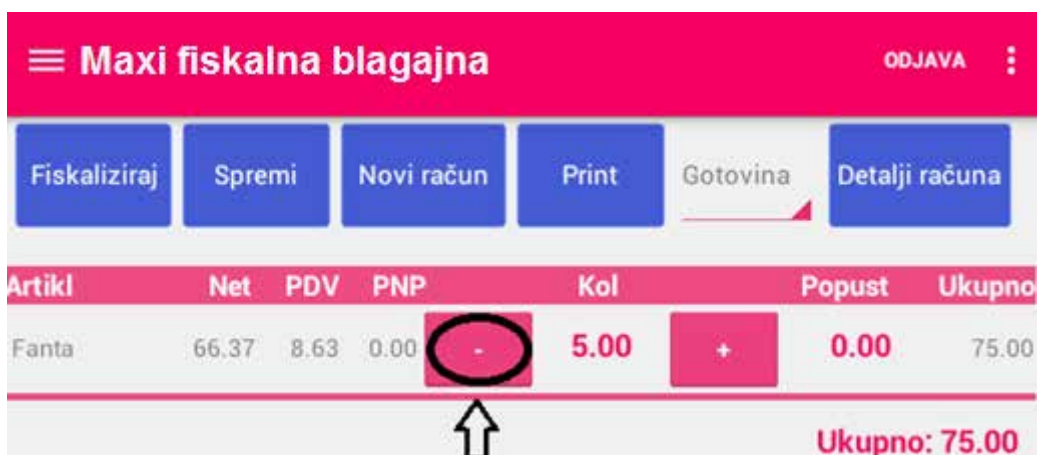 Maxi fiskalna blagajna ODJAVA
Fiskaliziraj Spremi Novi račun Print Gotovina Detalji računa
Artikl Net PDV PNP Kol Popust Ukupno
Fanta 66.37 8.63 0.00 - 5.00 + 0.00 75.00
Ukupno: 75.00